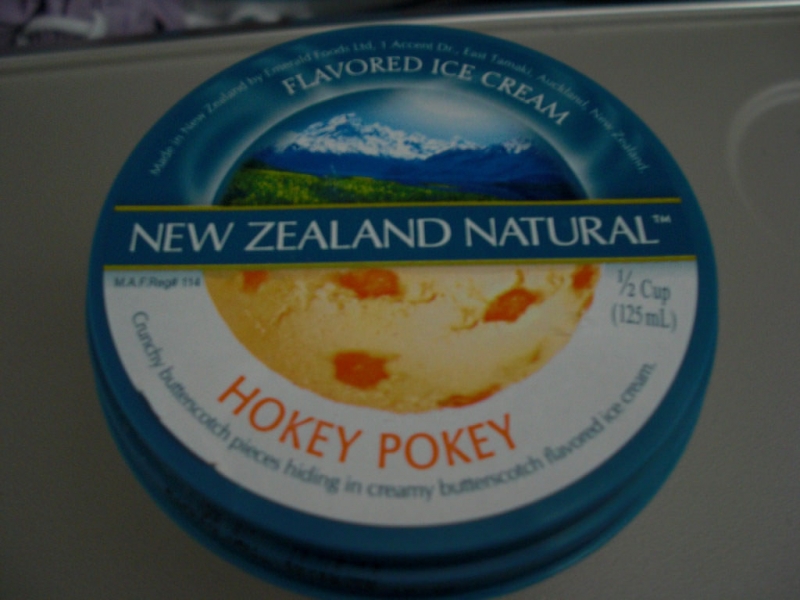 Made in New Zealand by Emerald Foods Ltd, 1 Accent Dr., East Tamaki, Auckland, New Zealand.
FLAVORED ICE CREAM
NEW ZEALAND NATURAL™
M.A.F.Reg# 114
½ Cup
(125 mL)
HOKEY POKEY
Crunchy butterscotch pieces hiding in creamy butterscotch flavored ice cream.